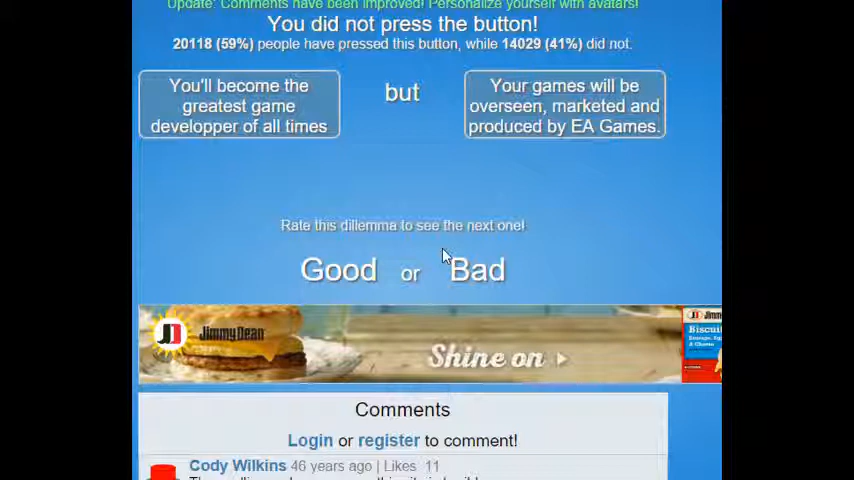 Update: Comments have been improved! Personalize yourself with avatars!
You did not press the button!
20118 (59%) people have pressed this button, while 14029 (41%) did not.
You'll become the
greatest game
developper of all times
but
Your games will be
overseen, marketed and
produced by EA Games.
Rate this dillemma to see the next one!
Good or Bad
JD Jimmy Dean
Shine on
Comments
Login or register to comment!
Cody Wilkins 46 years ago | Likes 11